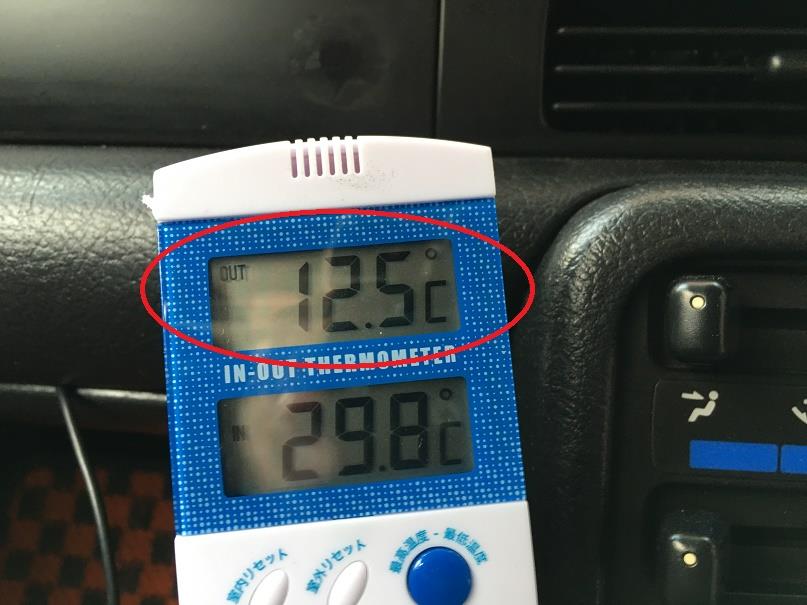 OUT 12.5°C
IN-OUT THERMOMETER
IN 29.8°C
室内リセット 室外リセット 最高温度-最低温度